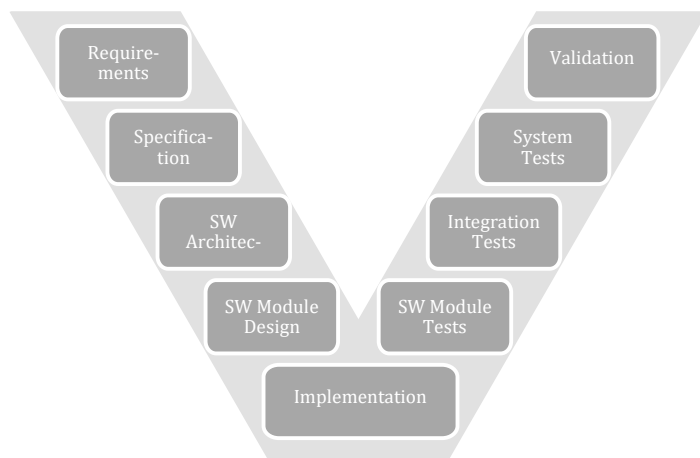 Require-
ments
Specifica-
tion
SW
Architec-
SW Module
Design
Implementation
SW Module
Tests
Integration
Tests
System
Tests
Validation